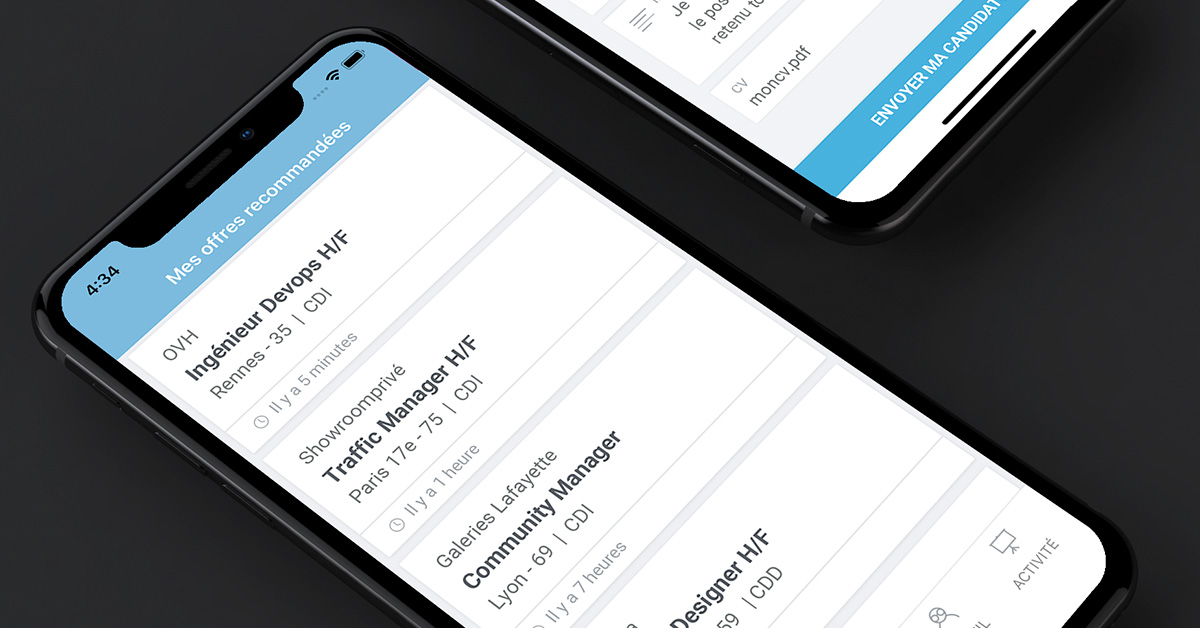 4:34
Mes offres recommandées
OVH
Ingénieur Devops H/F
Rennes - 35 | CDI
Il y a 5 minutes
Showroomprivé
Traffic Manager H/F
Paris 17e - 75 | CDI
Il y a 1 heure
Galeries Lafayette
Community Manager
Lyon - 69 | CDI
Il y a 7 heures
Designer H/F
59 | CDD
ACTIVITÉ
Je
le pos
retenu
CV
moncv.pdf
ENVOYER MA CANDIDAT